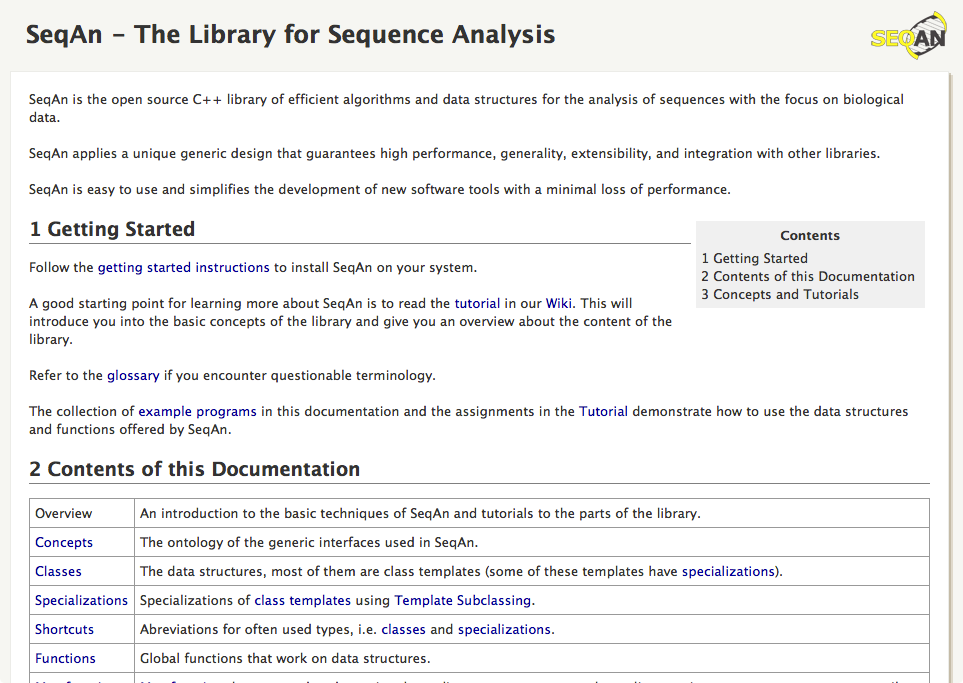 SeqAn – The Library for Sequence Analysis
SEQAN
SeqAn is the open source C++ library of efficient algorithms and data structures for the analysis of sequences with the focus on biological
data.
SeqAn applies a unique generic design that guarantees high performance, generality, extensibility, and integration with other libraries.
SeqAn is easy to use and simplifies the development of new software tools with a minimal loss of performance.
1 Getting Started
Follow the getting started instructions to install SeqAn on your system.
A good starting point for learning more about SeqAn is to read the tutorial in our Wiki. This will
introduce you into the basic concepts of the library and give you an overview about the content of the
library.
Refer to the glossary if you encounter questionable terminology.
The collection of example programs in this documentation and the assignments in the Tutorial demonstrate how to use the data structures
and functions offered by SeqAn.
Contents
1 Getting Started
2 Contents of this Documentation
3 Concepts and Tutorials
2 Contents of this Documentation
Overview An introduction to the basic techniques of SeqAn and tutorials to the parts of the library.
Concepts The ontology of the generic interfaces used in SeqAn.
Classes The data structures, most of them are class templates (some of these templates have specializations).
Specializations Specializations of class templates using Template Subclassing.
Shortcuts Abreviations for often used types, i.e. classes and specializations.
Functions Global functions that work on data structures.